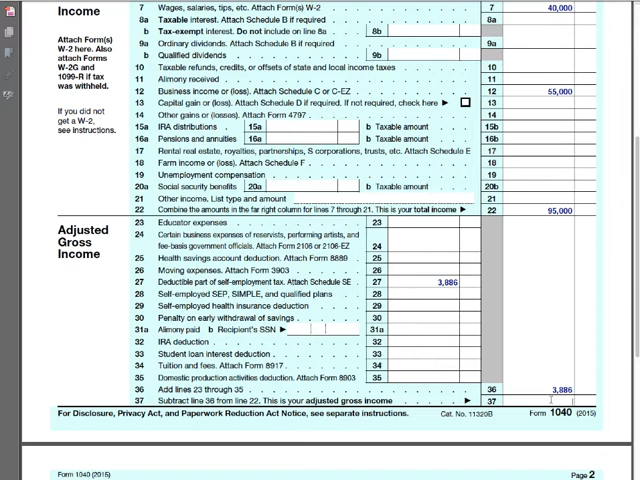 Income
7 Wages, salaries, tips, etc. Attach Form(s) W-2 . . . . . . . . . . . . 7 40,000
8a Taxable interest. Attach Schedule B if required . . . . . . . . . . . . 8a
b Tax-exempt interest. Do not include on line 8a . . . 8b
Attach Form(s)
W-2 here. Also
attach Forms
W-2G and
1099-R if tax
was withheld.
9a Ordinary dividends. Attach Schedule B if required . . . . . . . . . . . 9a
b Qualified dividends . . . . . . . . . . . 9b
10 Taxable refunds, credits, or offsets of state and local income taxes . . . . . . 10
11 Alimony received . . . . . . . . . . . . . . . . . . . . . 11
12 Business income or (loss). Attach Schedule C or C-EZ . . . . . . . . . . 12 55,000
13 Capital gain or (loss). Attach Schedule D if required. If not required, check here ► 13
If you did not
get a W-2,
see instructions.
14 Other gains or (losses). Attach Form 4797 . . . . . . . . . . . . . . 14
15a IRA distributions . 15a b Taxable amount . . . 15b
16a Pensions and annuities 16a b Taxable amount . . . 16b
17 Rental real estate, royalties, partnerships, S corporations, trusts, etc. Attach Schedule E 17
18 Farm income or (loss). Attach Schedule F . . . . . . . . . . . . . . 18
19 Unemployment compensation . . . . . . . . . . . . . . . . . 19
20a Social security benefits 20a b Taxable amount . . . 20b
21 Other income. List type and amount 21
22 Combine the amounts in the far right column for lines 7 through 21. This is your total income ► 22 95,000
Adjusted
Gross
Income
23 Educator expenses . . . . . . . . . . 23
24 Certain business expenses of reservists, performing artists, and
fee-basis government officials. Attach Form 2106 or 2106-EZ 24
25 Health savings account deduction. Attach Form 8889 . 25
26 Moving expenses. Attach Form 3903 . . . . . . 26
27 Deductible part of self-employment tax. Attach Schedule SE . 27 3,886
28 Self-employed SEP, SIMPLE, and qualified plans . . 28
29 Self-employed health insurance deduction . . . . 29
30 Penalty on early withdrawal of savings . . . . . . 30
31a Alimony paid b Recipient's SSN ► 31a
32 IRA deduction . . . . . . . . . . . . . 32
33 Student loan interest deduction . . . . . . . . 33
34 Tuition and fees. Attach Form 8917 . . . . . . . 34
35 Domestic production activities deduction. Attach Form 8903 35
36 Add lines 23 through 35 . . . . . . . . . . . . . . . . . . . 36 3,886
37 Subtract line 36 from line 22. This is your adjusted gross income . . . . . ► 37
For Disclosure, Privacy Act, and Paperwork Reduction Act Notice, see separate instructions. Cat. No. 11320B Form 1040 (2015)
Form 1040 (2015) Page 2